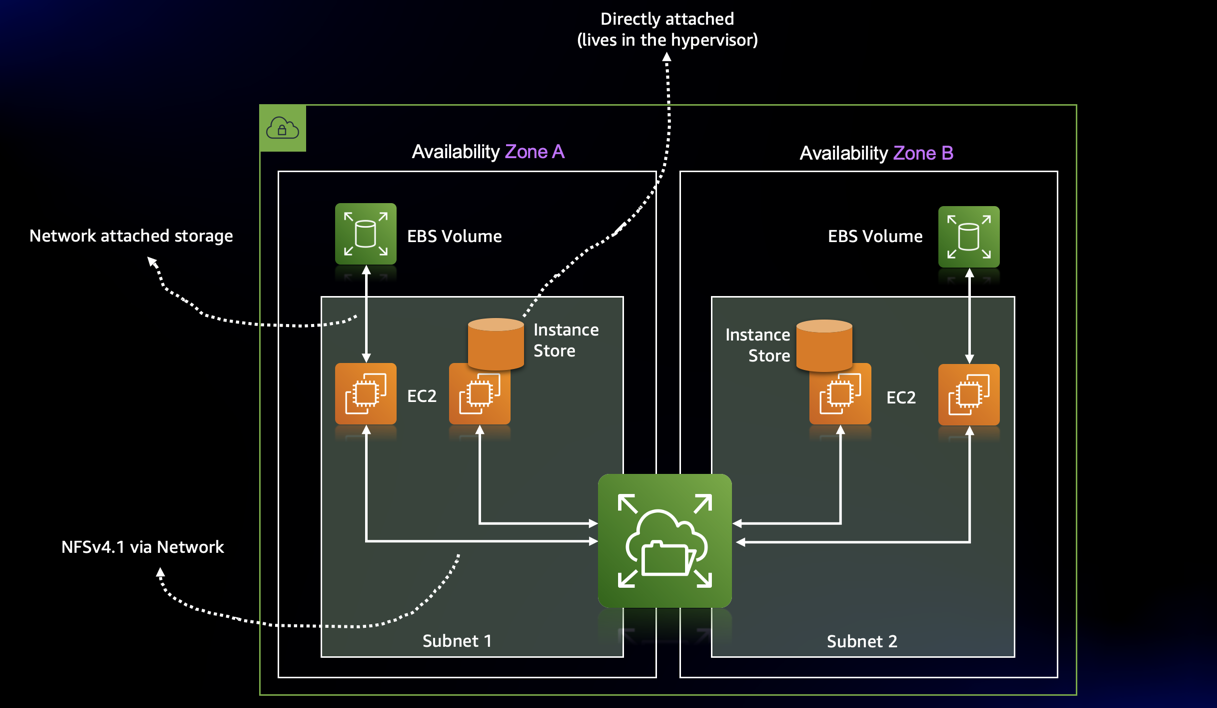 Directly attached
(lives in the hypervisor)
Availability Zone A
Availability Zone B
Network attached storage
EBS Volume
EBS Volume
Instance
Store
Instance
Store
EC2
EC2
NFSv4.1 via Network
Subnet 1
Subnet 2